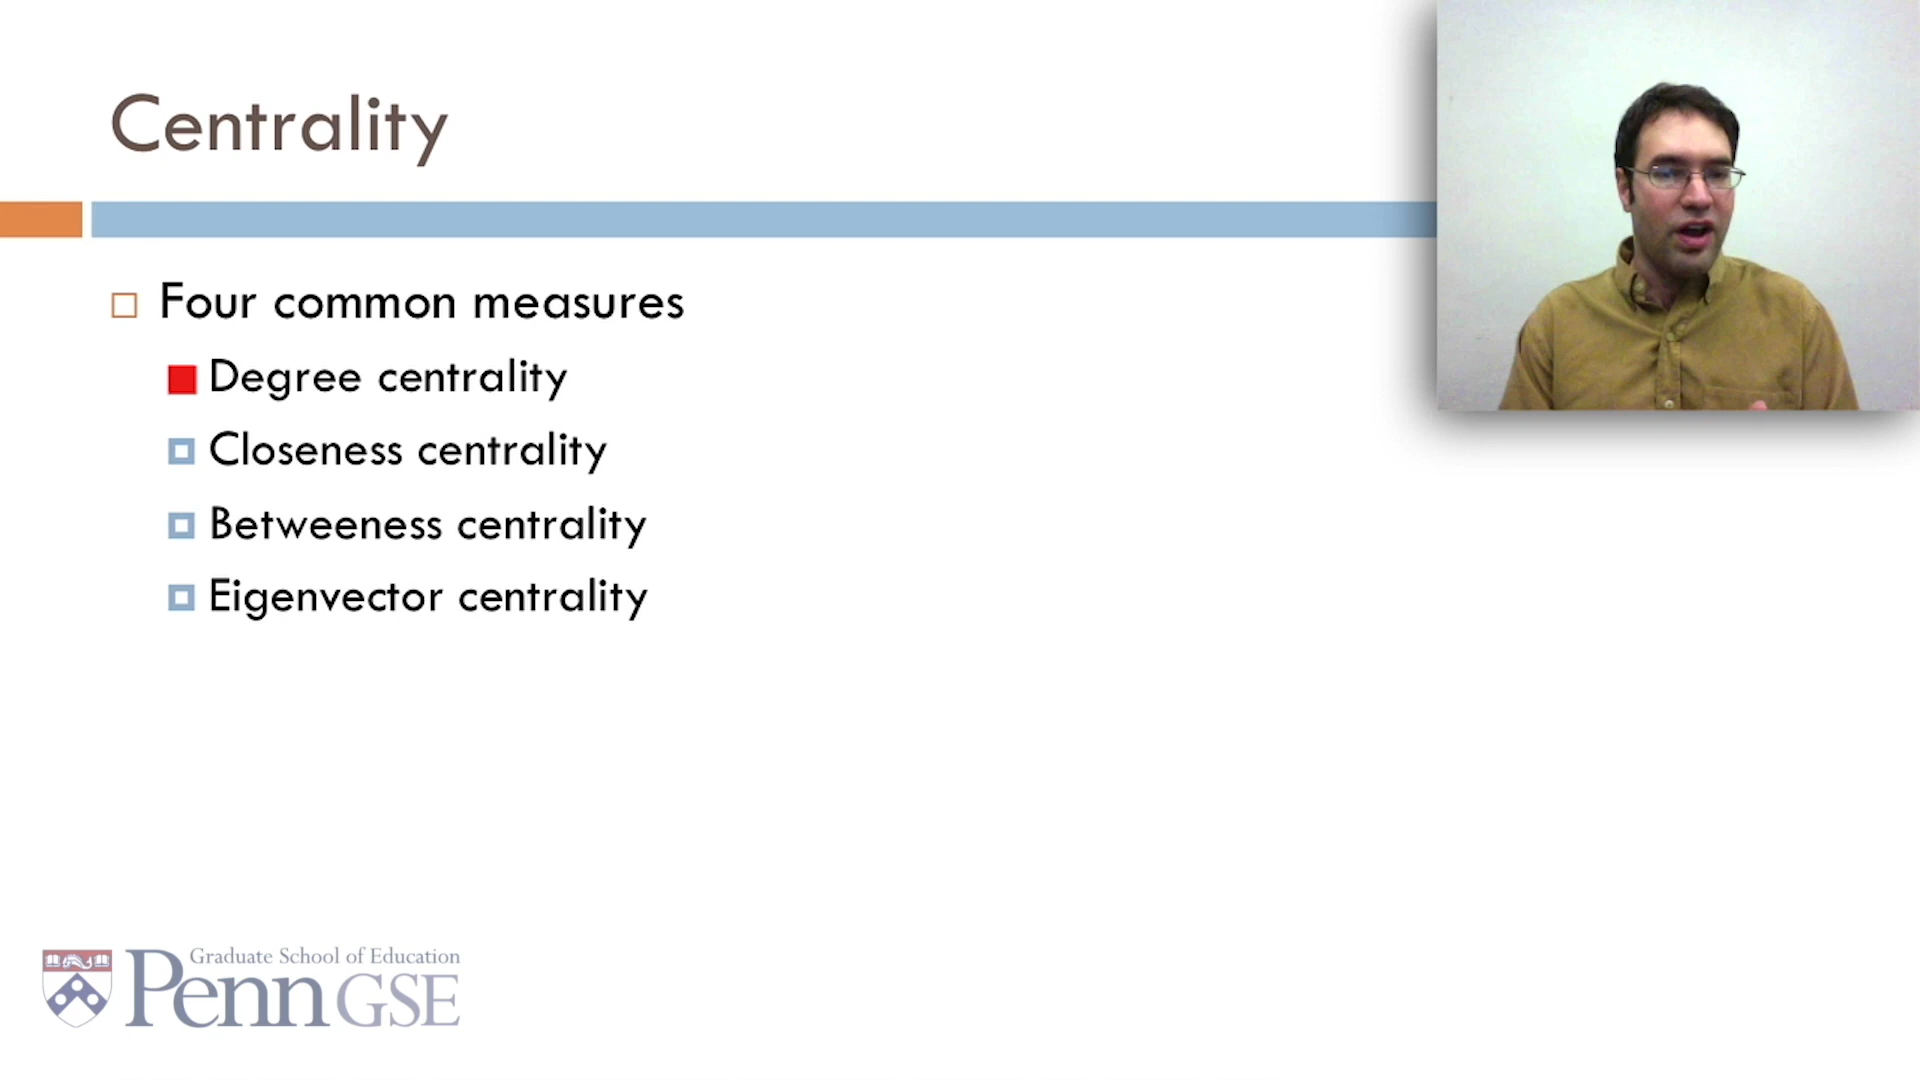 Centrality
Four common measures
Degree centrality
Closeness centrality
Betweeness centrality
Eigenvector centrality
Graduate School of Education
Penn GSE